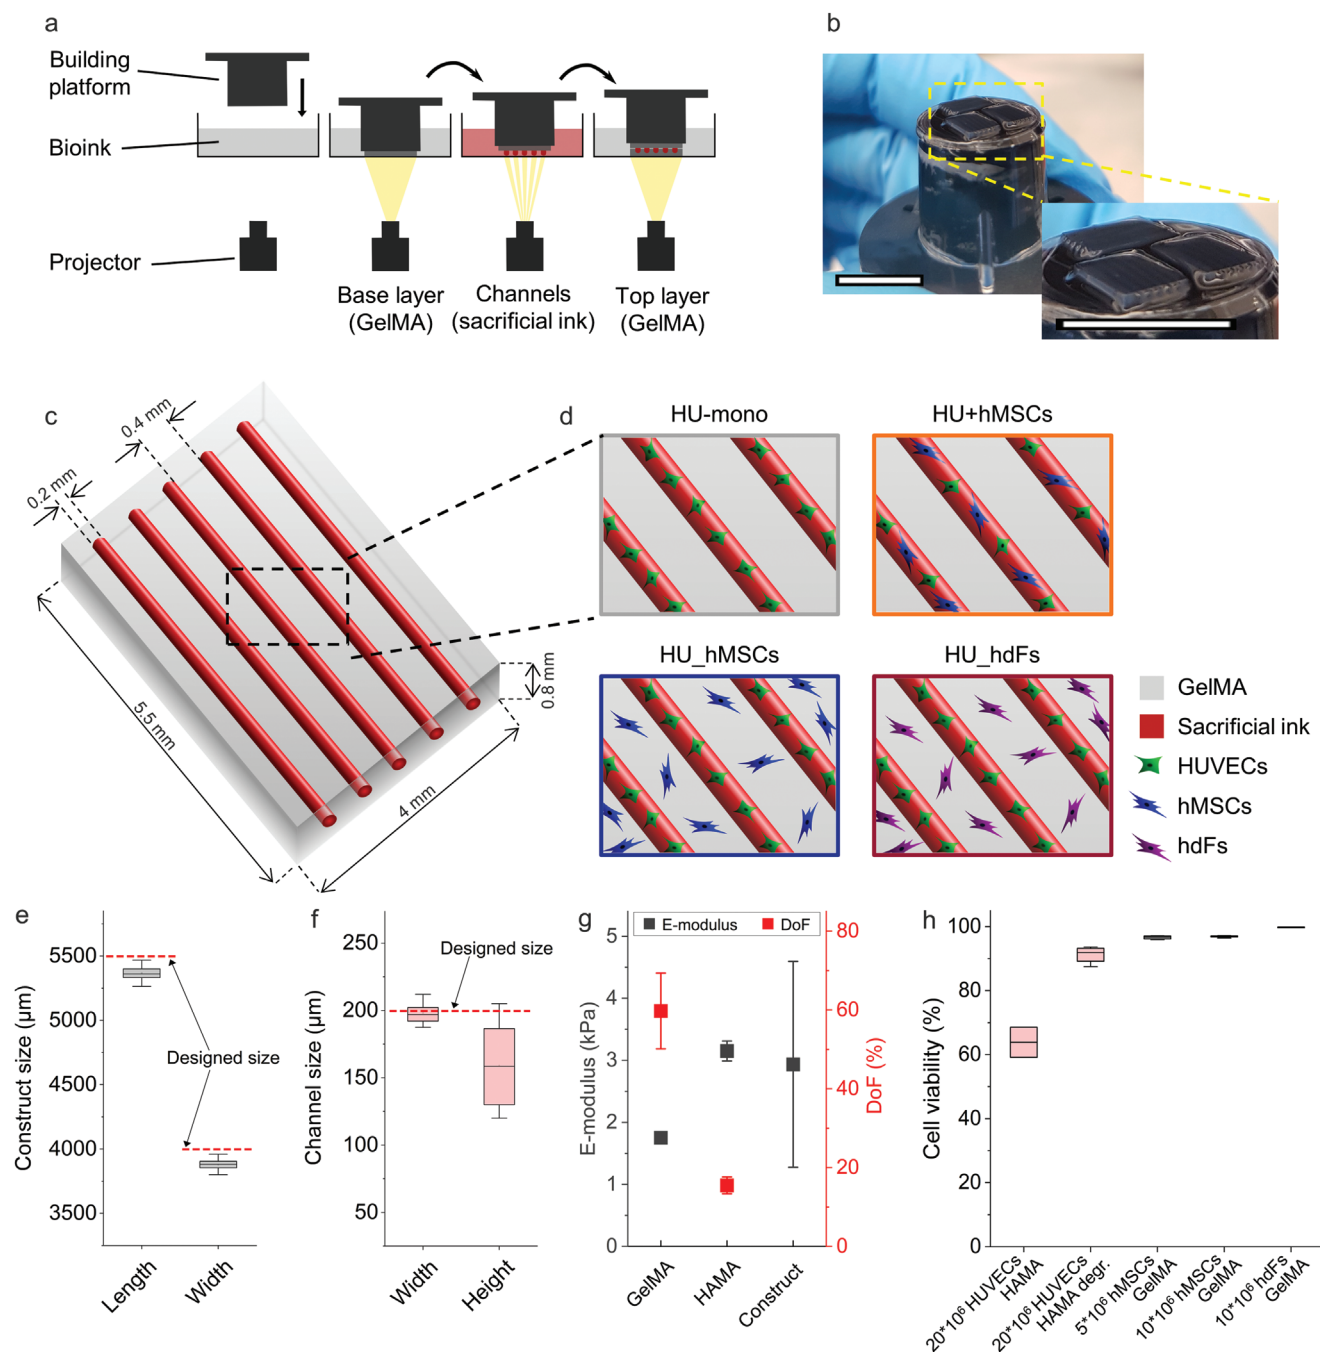 a
Building
platform
Bioink
Projector
Base layer
(GelMA)
Channels
(sacrificial ink)
Top layer
(GelMA)
b
c
0.4 mm
0.2 mm
5.5 mm
4 mm
0.8 mm
d
HU-mono
HU+hMSCs
HU_hMSCs
HU_hdFs
GelMA
Sacrificial ink
HUVECs
hMSCs
hdFs
e
Construct size (µm)
5500
5000
4500
4000
3500
Designed size
Length
Width
f
Channel size (µm)
250
200
150
100
50
Designed size
Width
Height
g
E-modulus
DoF
E-modulus (kPa)
5
4
3
2
1
0
DoF (%)
80
60
40
20
0
GelMA
HAMA
Construct
h
Cell viability (%)
100
80
60
40
20
0
20*10⁶ HUVECs
HAMA
20*10⁶ HUVECs
HAMA degr.
5*10⁶ hMSCs
GelMA
10*10⁶ hMSCs
GelMA
10*10⁶ hdFs
GelMA